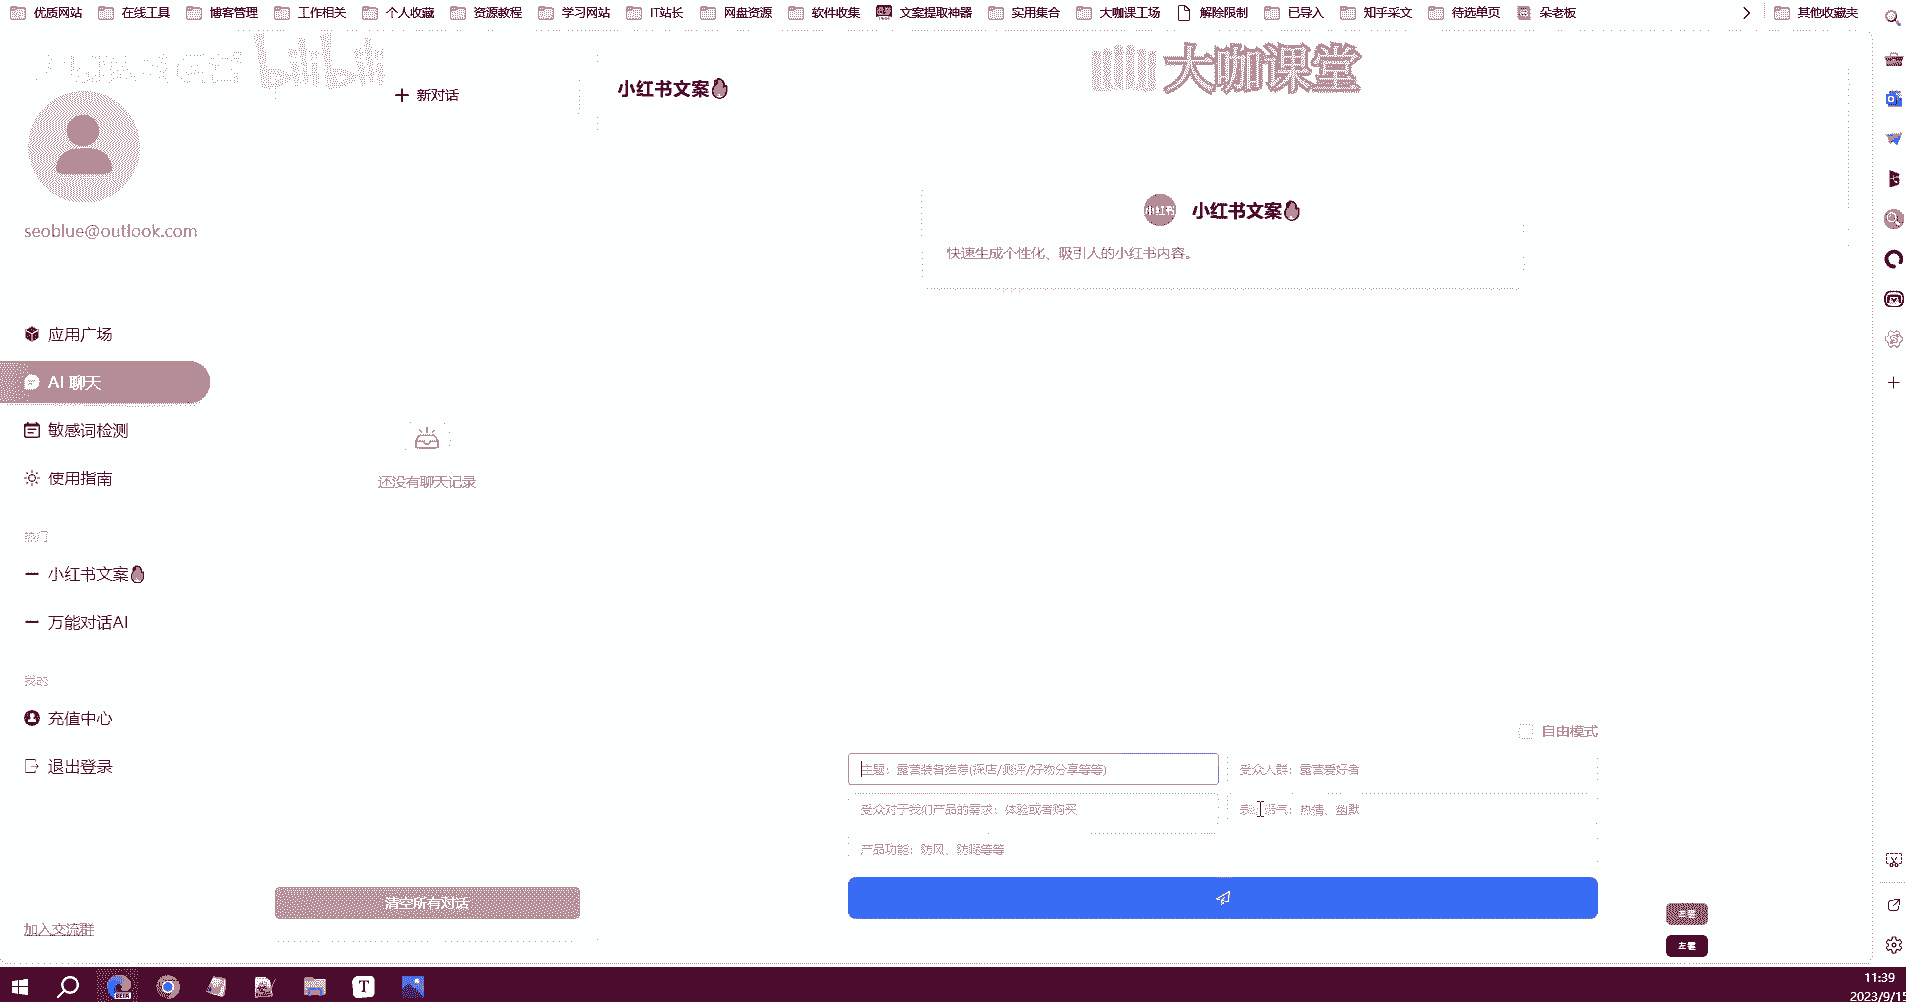 优质网站 在线工具 博客管理 工作相关 个人收藏 资源教程 学习网站 IT站长 网盘资源 软件收集 文案提取神器 实用集合 大咖课工场 解除限制 已导入 知乎采文 待选单页 朵老板 其他收藏夹
bilibili
大咖课堂
+ 新对话
小红书文案
小红书 小红书文案
seoblue@outlook.com
快速生成个性化、吸引人的小红书内容。
应用广场
AI 聊天
敏感词检测
还没有聊天记录
使用指南
热门
小红书文案
万能对话AI
我的
充值中心
自由模式
退出登录
主题：露营装备推荐(探店/测评/好物分享等等)
受众人群：露营爱好者
受众对于我们产品的需求：体验或者购买
语气：热情、幽默
产品功能：防风、防晒等等
清空所有对话
加入交流群
11:39
2023/9/15